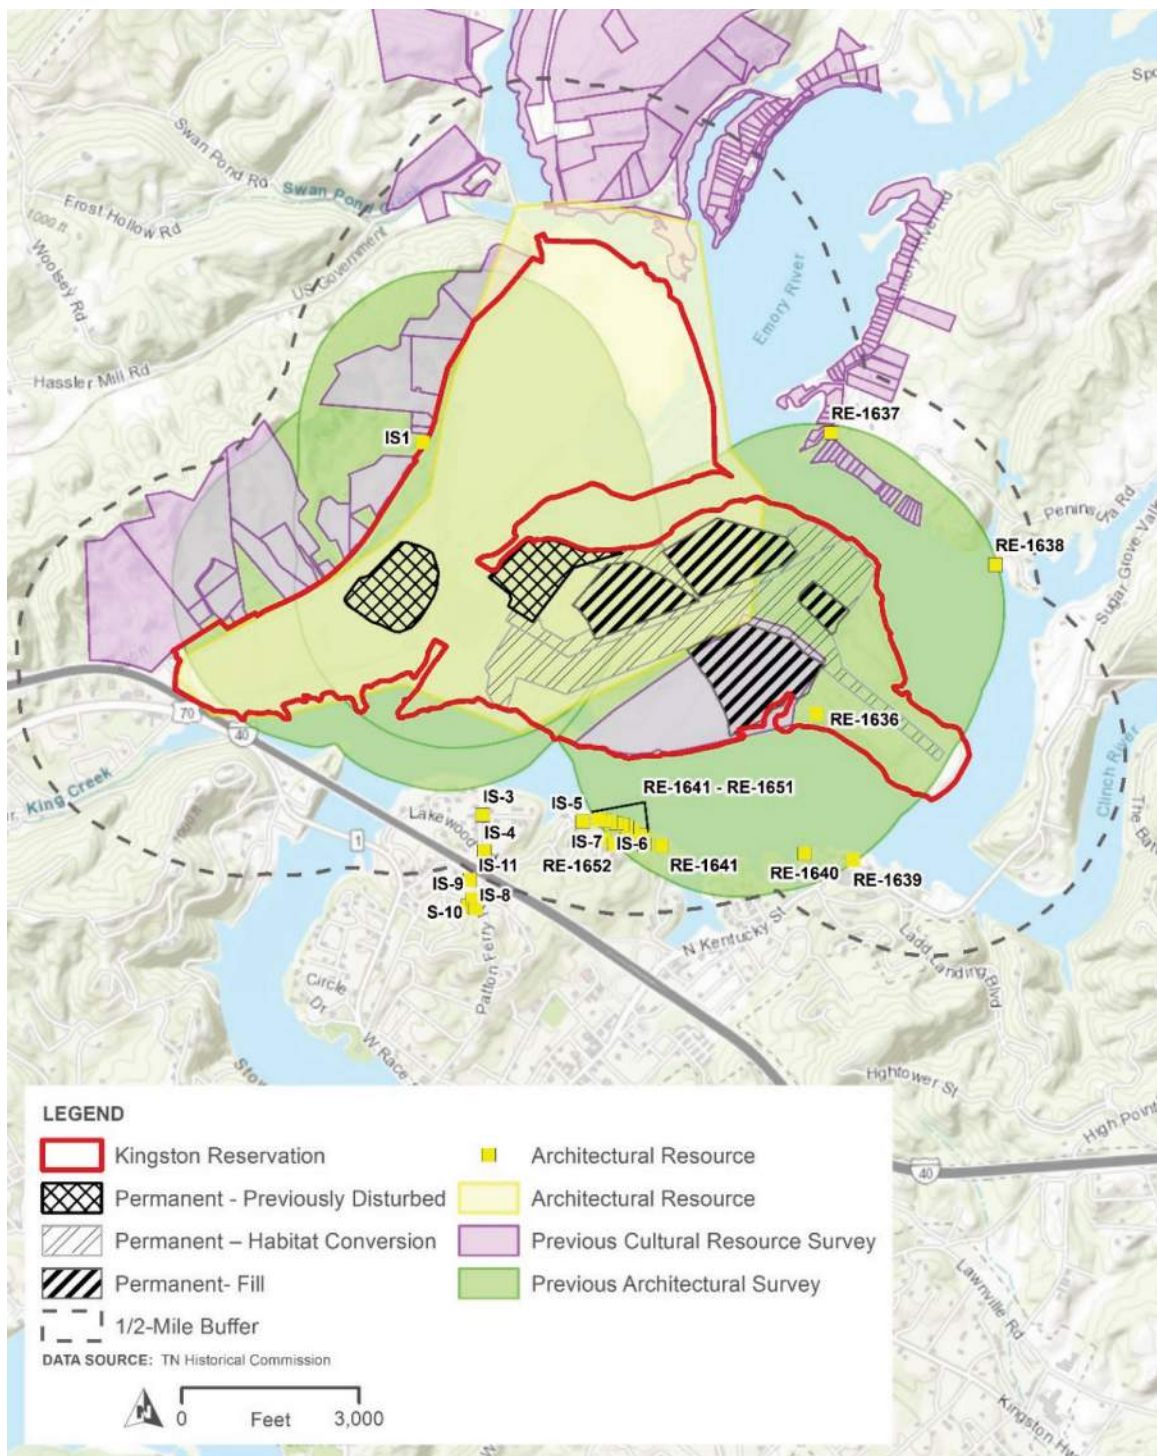 Swan Pond Rd
Swan Pond
Frost Hollow Rd
1000 ft
Woolsey Rd
US Government
Hassler Mill Rd
Emory River
Emory River Rd
RE-1637
IS1
Peninsula Rd
RE-1638
Sugar Grove Valle
70
40
RE-1636
King Creek
Clinch River
RE-1641 - RE-1651
IS-3
IS-5
Lakewood
IS-4
IS-7
IS-6
1
IS-11
RE-1652
RE-1641
RE-1640
RE-1639
IS-9
IS-8
S-10
Patton Ferry
N Kentucky St
Ladd Landing Blvd
Circle
Dr
W Race
Hightower St
High Point
40
LEGEND
Kingston Reservation
Permanent - Previously Disturbed
Permanent – Habitat Conversion
Permanent- Fill
1/2-Mile Buffer
Architectural Resource
Architectural Resource
Previous Cultural Resource Survey
Previous Architectural Survey
DATA SOURCE: TN Historical Commission
N
0 Feet 3,000
Lawnville Rd
Kingston Hw